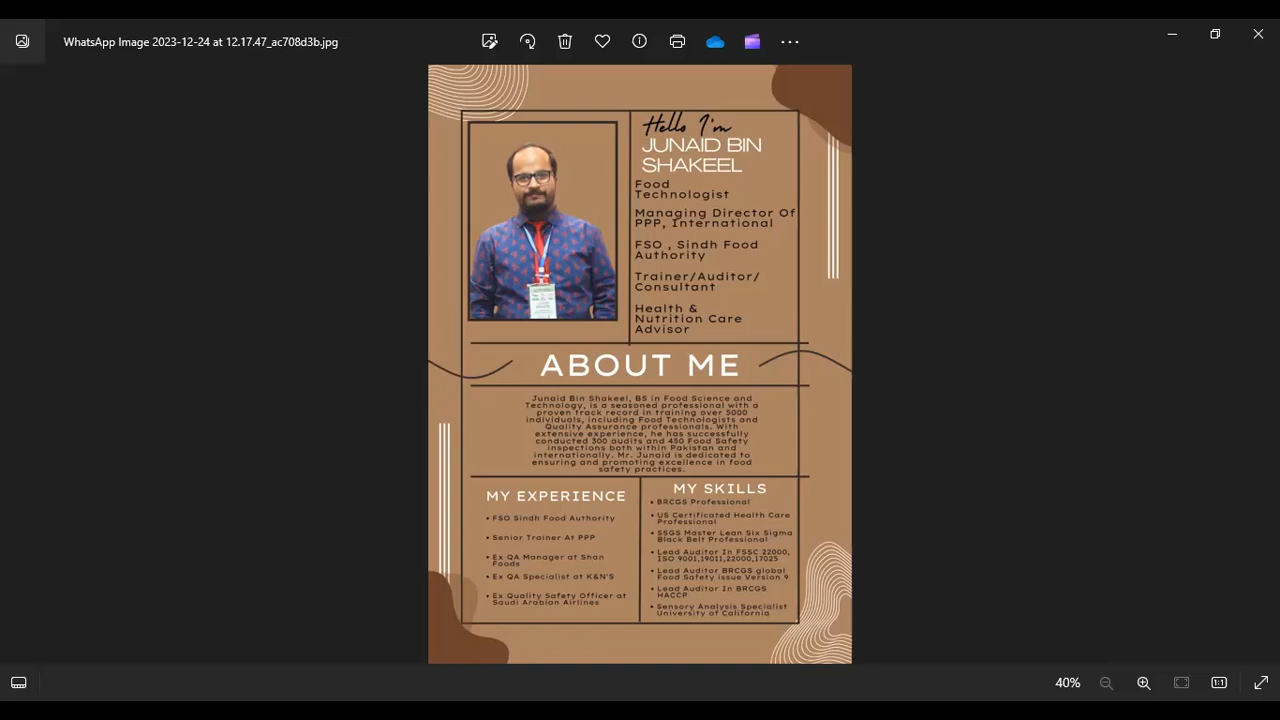 WhatsApp Image 2023-12-24 at 12.17.47_ac708d3b.jpg
Hello I'm
JUNAID BIN
SHAKEEL
Food
Technologist
Managing Director Of
PPP, International
FSO , Sindh Food
Authority
Trainer/Auditor/
Consultant
Health &
Nutrition Care
Advisor
ABOUT ME
Junaid Bin Shakeel, BS in Food Science and
Technology, is a seasoned professional with a
proven track record in training over 5000
individuals, including Food Technologists and
Quality Assurance professionals. With
extensive experience, he has successfully
conducted 300 audits and 450 Food Safety
inspections both within Pakistan and
internationally. Mr. Junaid is dedicated to
ensuring and promoting excellence in food
safety practices.
MY EXPERIENCE
• FSO Sindh Food Authority
• Senior Trainer At PPP
• Ex QA Manager at Shan
Foods
• Ex QA Specialist at K&N'S
• Ex Quality Safety Officer at
Saudi Arabian Airlines
MY SKILLS
• BRCGS Professional
• US Certificated Health Care
Professional
• SSGS Master Lean Six Sigma
Black Belt Professional
• Lead Auditor In FSSC 22000,
ISO 9001,19011,22000,17025
• Lead Auditor BRCGS global
Food Safety issue Version 9
• Lead Auditor In BRCGS
HACCP
• Sensory Analysis Specialist
University of California
40%
1:1